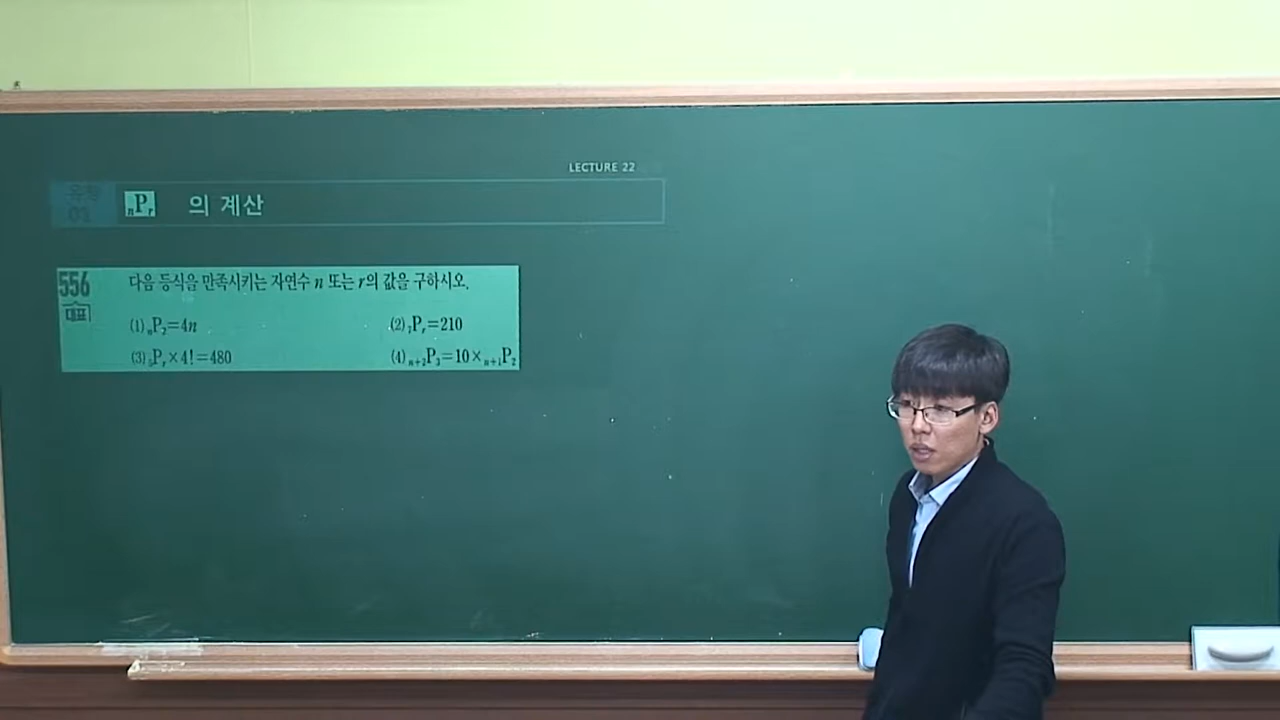 LECTURE 22
유형
01
nPr 의 계산
556 다음 등식을 만족시키는 자연수 n 또는 r의 값을 구하시오.
대표
(1) nP2=4n (2) 7Pr=210
(3) 5Pr×4!=480 (4) n+2P3=10×n+1P2